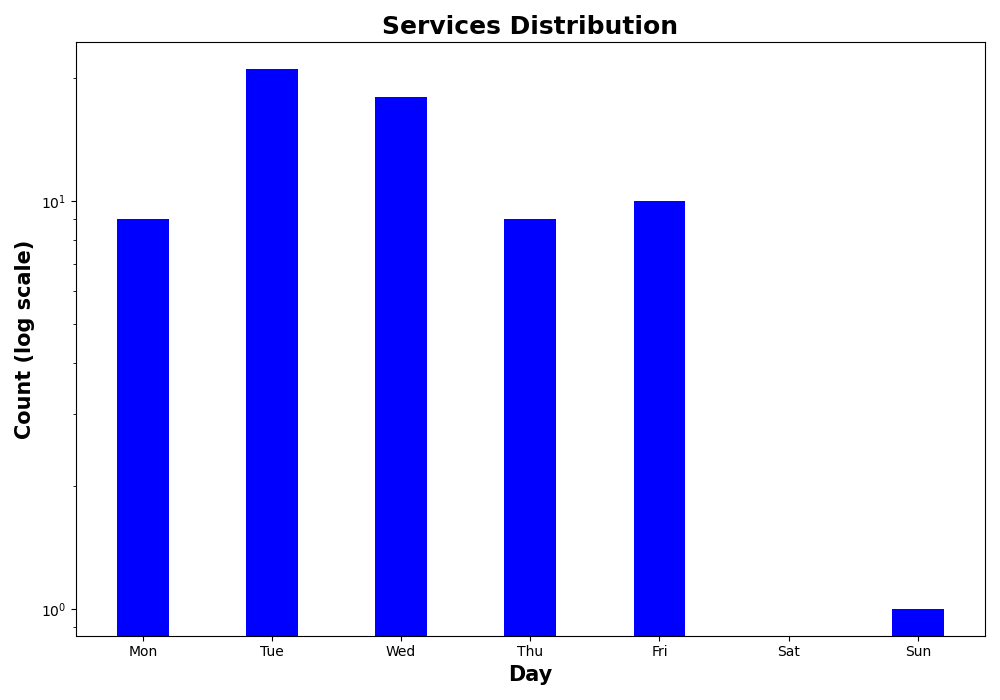 Services Distribution
Count (log scale)
10¹
10⁰
Mon Tue Wed Thu Fri Sat Sun
Day